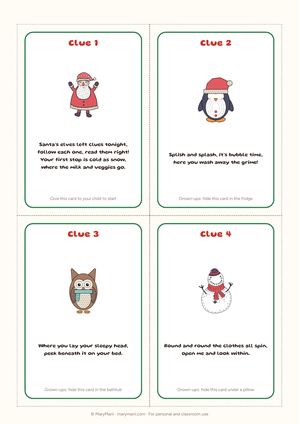 Clue 1
Santa's elves left clues tonight,
follow each one, read them right!
Your first stop is cold as snow,
where the milk and veggies go.
Give this card to your child to start
Clue 2
Splish and splash, it's bubble time,
here you wash away the grime!
Grown-ups: hide this card in the fridge
Clue 3
Where you lay your sleepy head,
peek beneath it on your bed.
Grown-ups: hide this card in the bathtub
Clue 4
Round and round the clothes all spin,
open me and look within.
Grown-ups: hide this card under a pillow
© MaryMarii · marymarii.com · For personal and classroom use